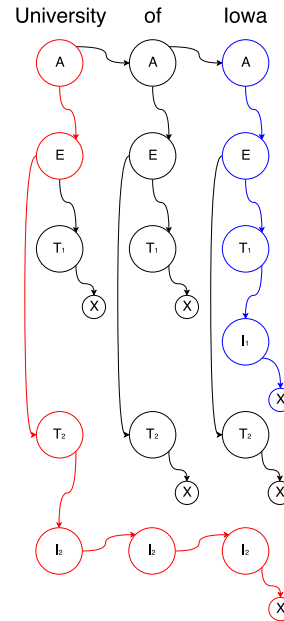 University of Iowa
A A A
E E E
T₁ T₁ T₁
X X
I₁
X
T₂ T₂ T₂
X X
I₂ I₂ I₂
X